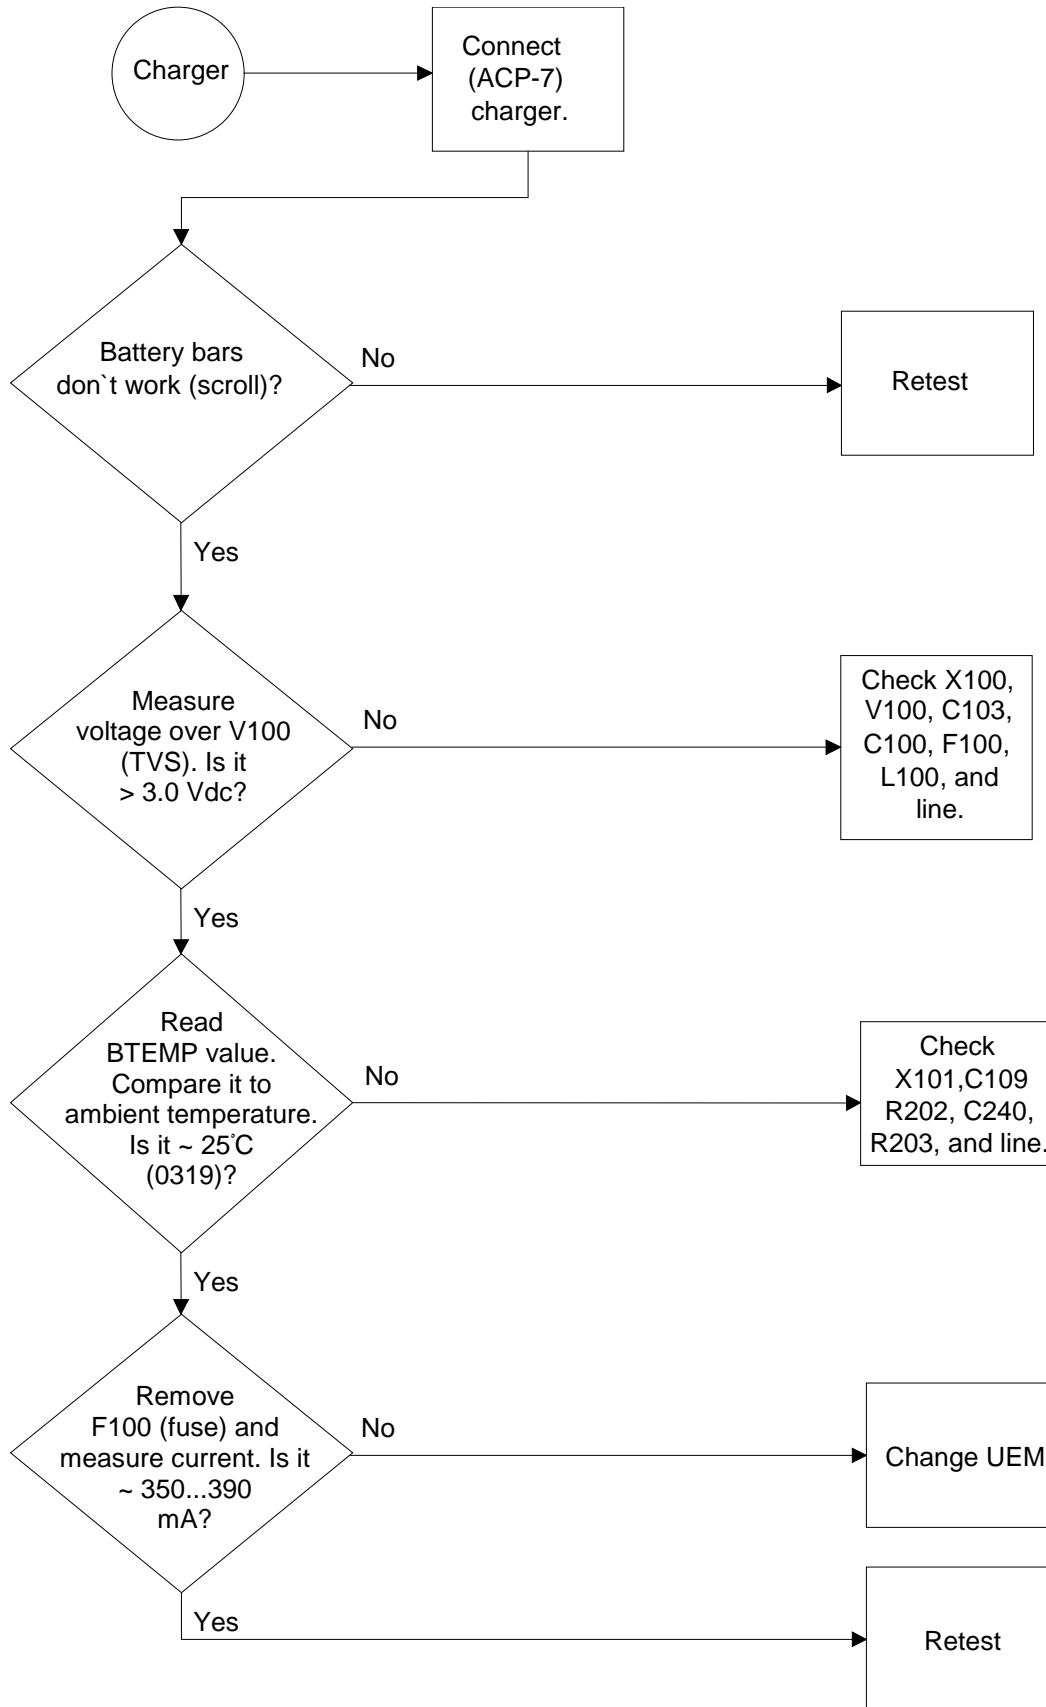 Charger
Connect
(ACP-7)
charger.
Battery bars
don`t work (scroll)?
No
Retest
Yes
Measure
voltage over V100
(TVS). Is it
> 3.0 Vdc?
No
Check X100,
V100, C103,
C100, F100,
L100, and
line.
Yes
Read
BTEMP value.
Compare it to
ambient temperature.
Is it ~ 25°C
(0319)?
No
Check
X101,C109
R202, C240,
R203, and line.
Yes
Remove
F100 (fuse) and
measure current. Is it
~ 350...390
mA?
No
Change UEM
Yes
Retest